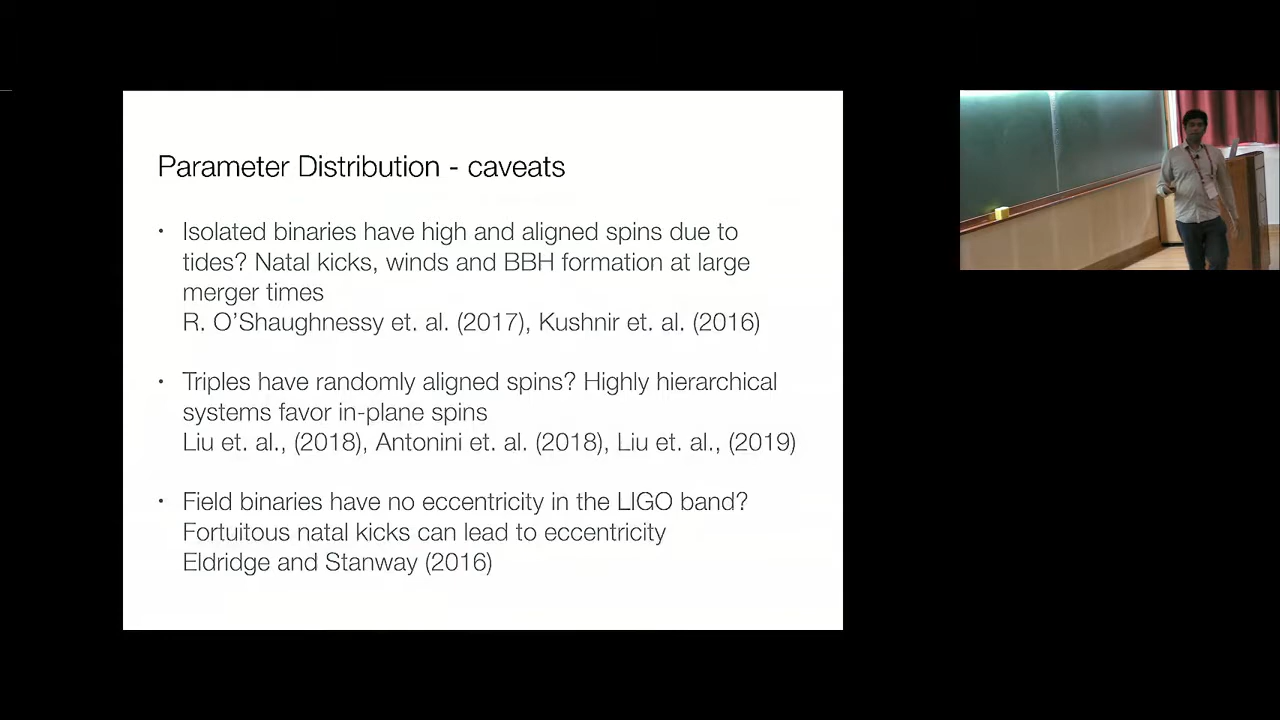 Parameter Distribution - caveats
• Isolated binaries have high and aligned spins due to
tides? Natal kicks, winds and BBH formation at large
merger times
R. O'Shaughnessy et. al. (2017), Kushnir et. al. (2016)
• Triples have randomly aligned spins? Highly hierarchical
systems favor in-plane spins
Liu et. al., (2018), Antonini et. al. (2018), Liu et. al., (2019)
• Field binaries have no eccentricity in the LIGO band?
Fortuitous natal kicks can lead to eccentricity
Eldridge and Stanway (2016)